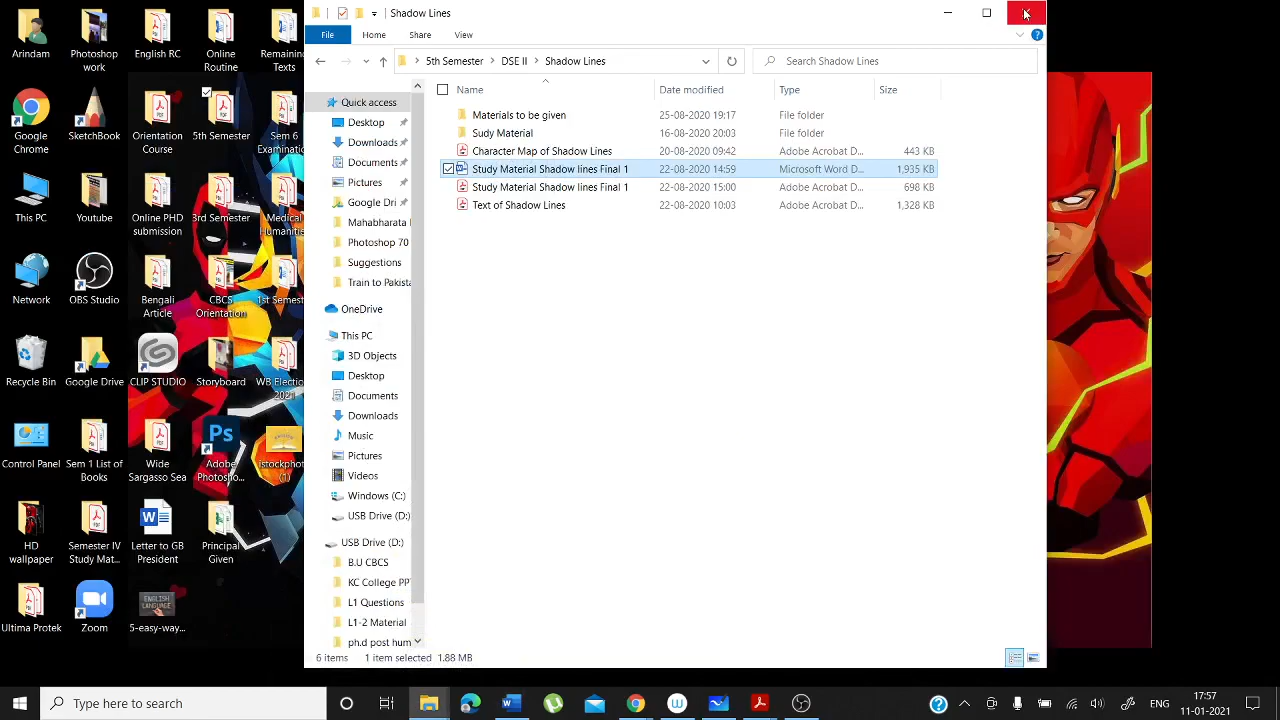 Shadow Lines
File
Home
Share
View
5th Semester
DSE II
Shadow Lines
Search Shadow Lines
Name
Date modified
Type
Size
Materials to be given 25-08-2020 19:17 File folder
Sudy Material 16-08-2020 20:03 File folder
Character Map of Shadow Lines 20-08-2020 09:42 Adobe Acrobat D... 443 KB
Study Material Shadow lines Final 1 22-08-2020 14:59 Microsoft Word D... 1,935 KB
Study Material Shadow lines Final 1 22-08-2020 15:00 Adobe Acrobat D... 698 KB
Text of Shadow Lines 22-08-2020 10:03 Adobe Acrobat D... 1,328 KB
Quick access
Desktop
Downloads
Documents
Pictures
Google Dri
Mahabharata
Photoshop 70
Suggestions
Train to Pakista
OneDrive
This PC
3D Objects
Desktop
Documents
Downloads
Music
Pictures
Videos
Windows (C:)
USB Drive (D:)
USB Drive (D:)
B.U CBCS
KC College PPT
L1 Questions
L1-2 Material
ph.d post hum
6 items
1 item selected 1.88 MB
Arindam
Photoshop
work
English RC
Online
Routine
Remainin
Texts
Google
Chrome
SketchBook
Orientation
Course
5th Semester
Sem 6
Examinatio
This PC
Youtube
Online PHD
submission
3rd Semester
Medical
Humanities
Network
OBS Studio
Bengali
Article
CBCS
Orientation
1st Semest
Recycle Bin
Google Drive
CLIP STUDIO
Storyboard
WB Election
2021
Control Panel
Sem 1 List of
Books
Wide
Sargasso Sea
Ps
Adobe
Photosho...
istockphot
(1)
HD
wallpaper
Semester IV
Study Mat...
Letter to GB
President
Principal
Given
Ultima Protek
Zoom
ENGLISH
LANGUAGE
5-easy-way...
Type here to search
ENG
17:57
11-01-2021